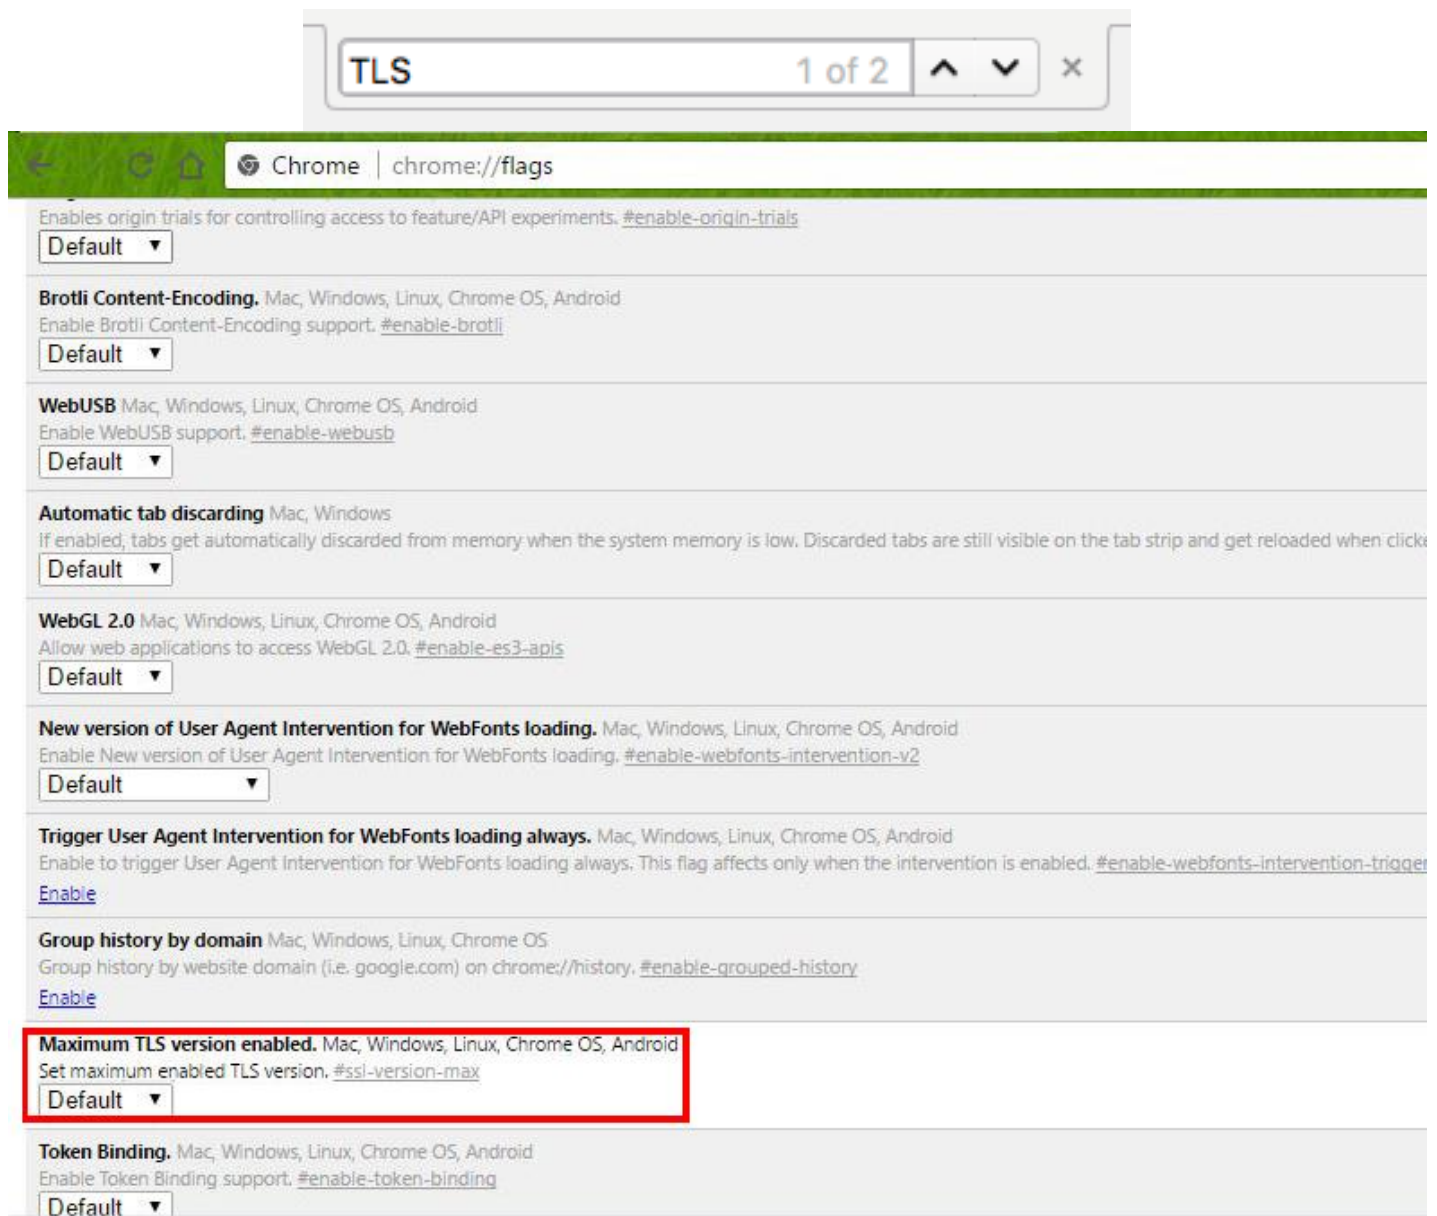 TLS 1 of 2
Chrome | chrome://flags
Enables origin trials for controlling access to feature/API experiments. #enable-origin-trials
Default
Brotli Content-Encoding. Mac, Windows, Linux, Chrome OS, Android
Enable Brotli Content-Encoding support. #enable-brotli
Default
WebUSB Mac, Windows, Linux, Chrome OS, Android
Enable WebUSB support. #enable-webusb
Default
Automatic tab discarding Mac, Windows
If enabled, tabs get automatically discarded from memory when the system memory is low. Discarded tabs are still visible on the tab strip and get reloaded when clicke
Default
WebGL 2.0 Mac, Windows, Linux, Chrome OS, Android
Allow web applications to access WebGL 2.0. #enable-es3-apis
Default
New version of User Agent Intervention for WebFonts loading. Mac, Windows, Linux, Chrome OS, Android
Enable New version of User Agent Intervention for WebFonts loading. #enable-webfonts-intervention-v2
Default
Trigger User Agent Intervention for WebFonts loading always. Mac, Windows, Linux, Chrome OS, Android
Enable to trigger User Agent Intervention for WebFonts loading always. This flag affects only when the intervention is enabled. #enable-webfonts-intervention-trigger
Enable
Group history by domain Mac, Windows, Linux, Chrome OS
Group history by website domain (i.e. google.com) on chrome://history. #enable-grouped-history
Enable
Maximum TLS version enabled. Mac, Windows, Linux, Chrome OS, Android
Set maximum enabled TLS version. #ssl-version-max
Default
Token Binding. Mac, Windows, Linux, Chrome OS, Android
Enable Token Binding support. #enable-token-binding
Default